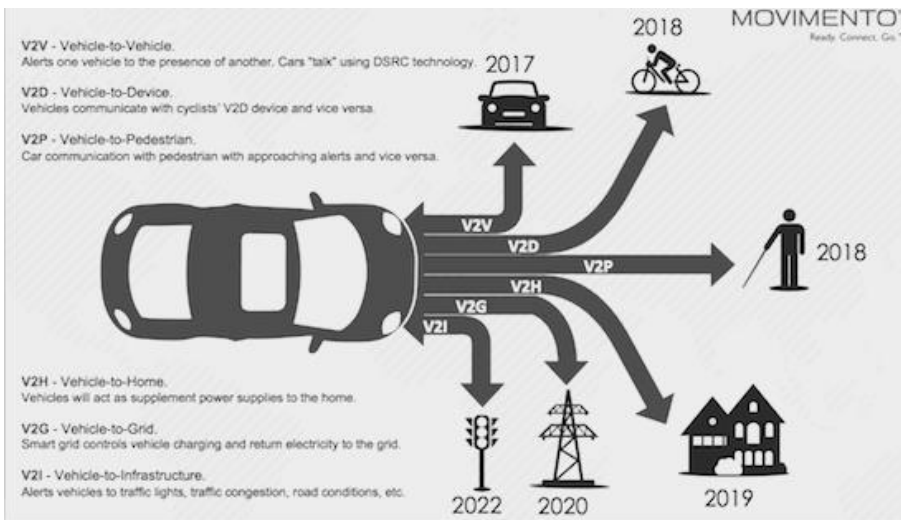 MOVIMENTO
Ready. Connect. Go.
V2V - Vehicle-to-Vehicle.
Alerts one vehicle to the presence of another. Cars "talk" using DSRC technology.
V2D - Vehicle-to-Device.
Vehicles communicate with cyclists' V2D device and vice versa.
V2P - Vehicle-to-Pedestrian.
Car communication with pedestrian with approaching alerts and vice versa.
2017
2018
V2V
V2D
V2P
2018
V2H
V2G
V2I
V2H - Vehicle-to-Home.
Vehicles will act as supplement power supplies to the home.
V2G - Vehicle-to-Grid.
Smart grid controls vehicle charging and return electricity to the grid.
V2I - Vehicle-to-Infrastructure.
Alerts vehicles to traffic lights, traffic congestion, road conditions, etc.
2022
2020
2019